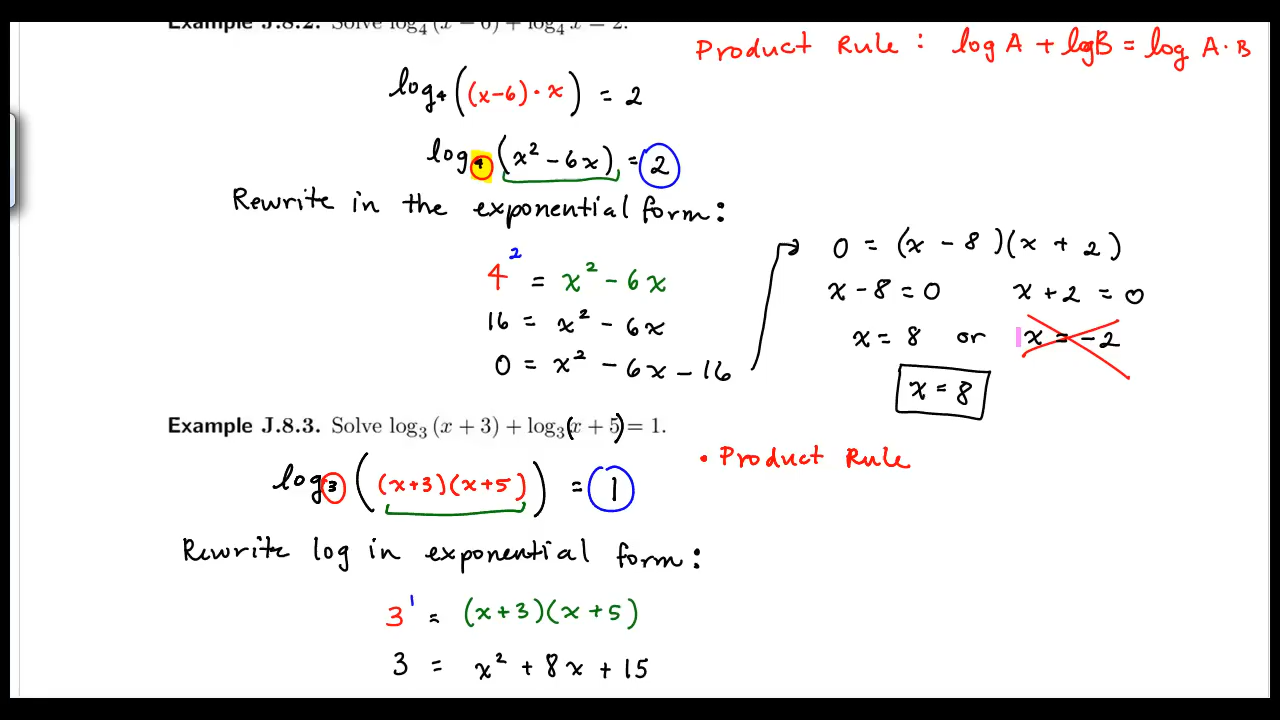 Example J.8.2. Solve log₄ (x − 6) + log₄ x = 2.
Product Rule : log A + log B = log A · B
log₄ ((x−6) · x) = 2
log₄ (x² − 6x) = 2
Rewrite in the exponential form:
4² = x² − 6x
16 = x² − 6x
0 = x² − 6x − 16
0 = (x − 8)(x + 2)
x − 8 = 0 x + 2 = 0
x = 8 or x = −2
x = 8
Example J.8.3. Solve log₃ (x + 3) + log₃(x + 5) = 1.
• Product Rule
log₃ ((x+3)(x+5)) = 1
Rewrite log in exponential form:
3¹ = (x+3)(x+5)
3 = x² + 8x + 15